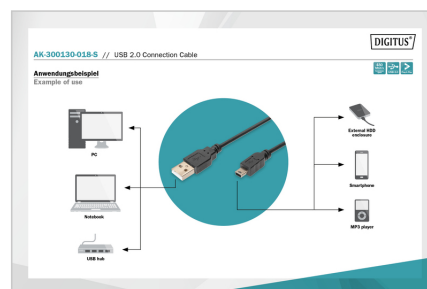 DIGITUS®
AK-300130-018-S // USB 2.0 Connection Cable
Anwendungsbeispiel
Example of use
PC
Notebook
USB hub
External HDD
enclosure
Smartphone
MP3 player